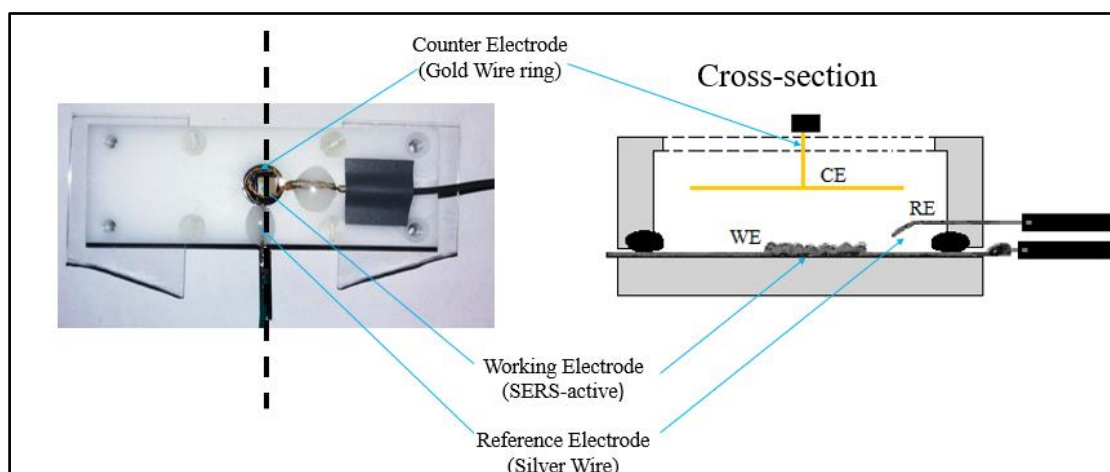 Counter Electrode
(Gold Wire ring)
Cross-section
CE
RE
WE
Working Electrode
(SERS-active)
Reference Electrode
(Silver Wire)